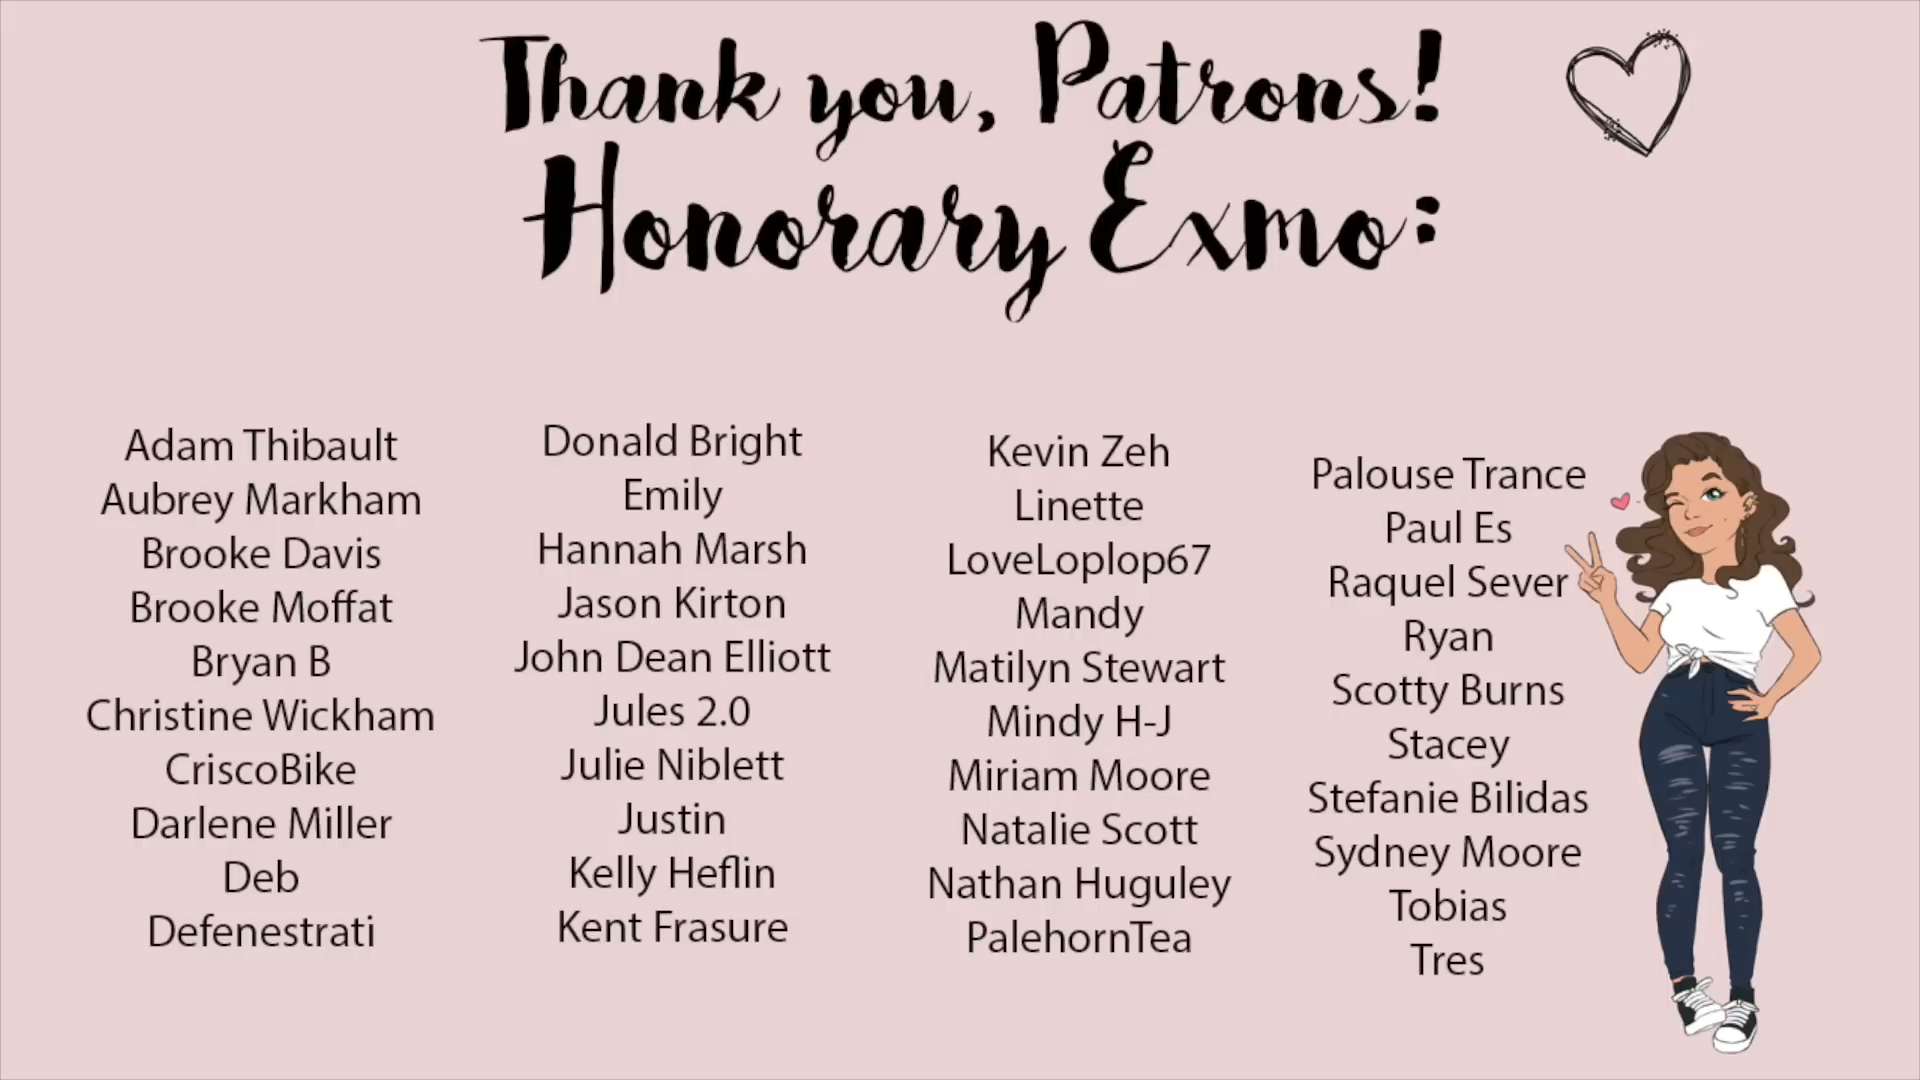 Thank you, Patrons!
Honorary Exmo:
Adam Thibault
Aubrey Markham
Brooke Davis
Brooke Moffat
Bryan B
Christine Wickham
CriscoBike
Darlene Miller
Deb
Defenestrati
Donald Bright
Emily
Hannah Marsh
Jason Kirton
John Dean Elliott
Jules 2.0
Julie Niblett
Justin
Kelly Heflin
Kent Frasure
Kevin Zeh
Linette
LoveLoplop67
Mandy
Matilyn Stewart
Mindy H-J
Miriam Moore
Natalie Scott
Nathan Huguley
PalehornTea
Palouse Trance
Paul Es
Raquel Sever
Ryan
Scotty Burns
Stacey
Stefanie Bilidas
Sydney Moore
Tobias
Tres